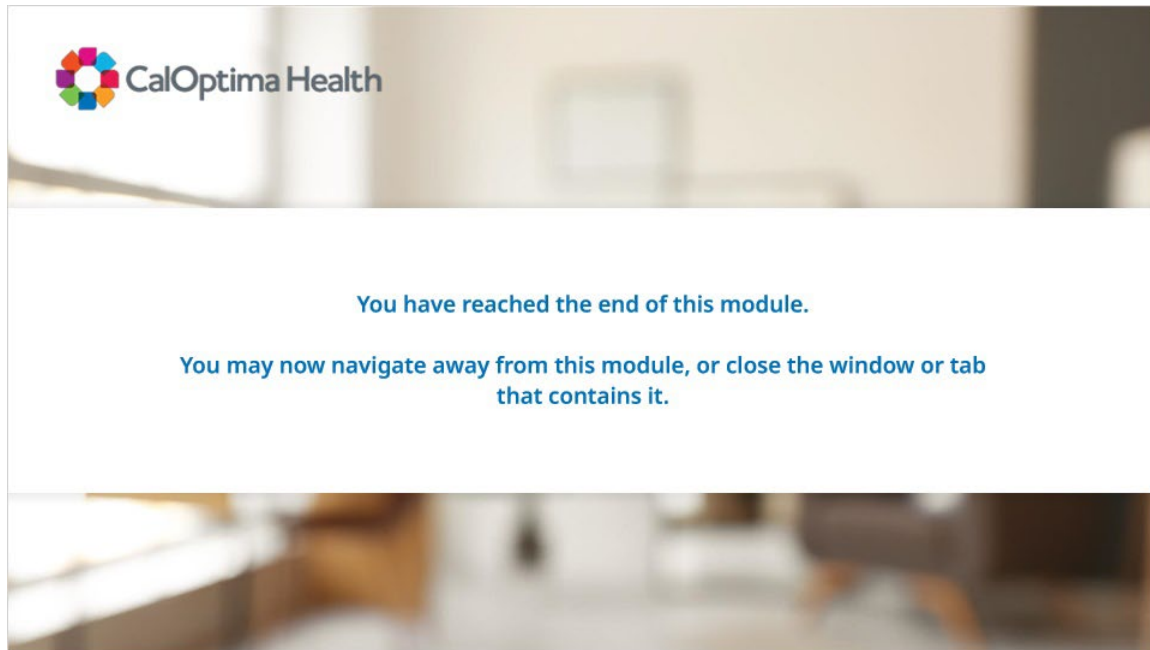 CalOptima Health
You have reached the end of this module.
You may now navigate away from this module, or close the window or tab
that contains it.